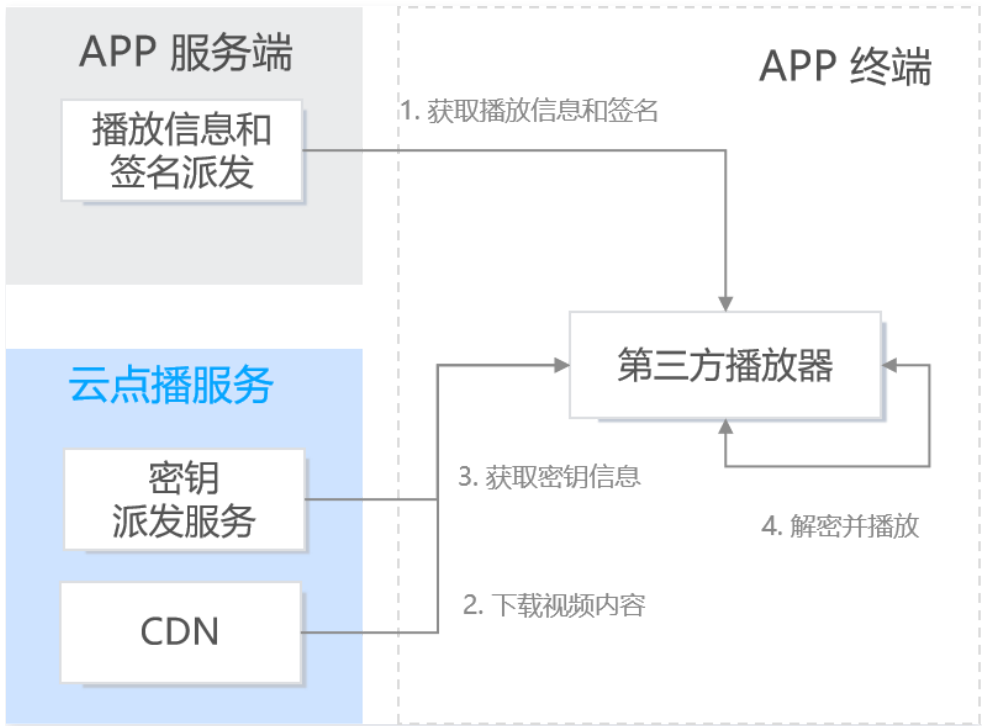 APP 服务端
APP 终端
播放信息和
签名派发
1. 获取播放信息和签名
第三方播放器
云点播服务
密钥
派发服务
3. 获取密钥信息
4. 解密并播放
CDN
2. 下载视频内容